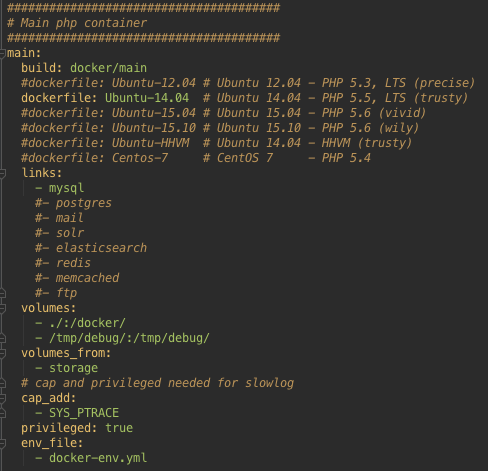 #######################################
# Main php container
#######################################
main:
  build: docker/main
  #dockerfile: Ubuntu-12.04 # Ubuntu 12.04 - PHP 5.3, LTS (precise)
  dockerfile: Ubuntu-14.04  # Ubuntu 14.04 - PHP 5.5, LTS (trusty)
  #dockerfile: Ubuntu-15.04 # Ubuntu 15.04 - PHP 5.6 (vivid)
  #dockerfile: Ubuntu-15.10 # Ubuntu 15.10 - PHP 5.6 (wily)
  #dockerfile: Ubuntu-HHVM  # Ubuntu 14.04 - HHVM (trusty)
  #dockerfile: Centos-7     # CentOS 7     - PHP 5.4
  links:
    - mysql
    #- postgres
    #- mail
    #- solr
    #- elasticsearch
    #- redis
    #- memcached
    #- ftp
  volumes:
    - ./:/docker/
    - /tmp/debug/:/tmp/debug/
  volumes_from:
    - storage
  # cap and privileged needed for slowlog
  cap_add:
    - SYS_PTRACE
  privileged: true
  env_file:
    - docker-env.yml